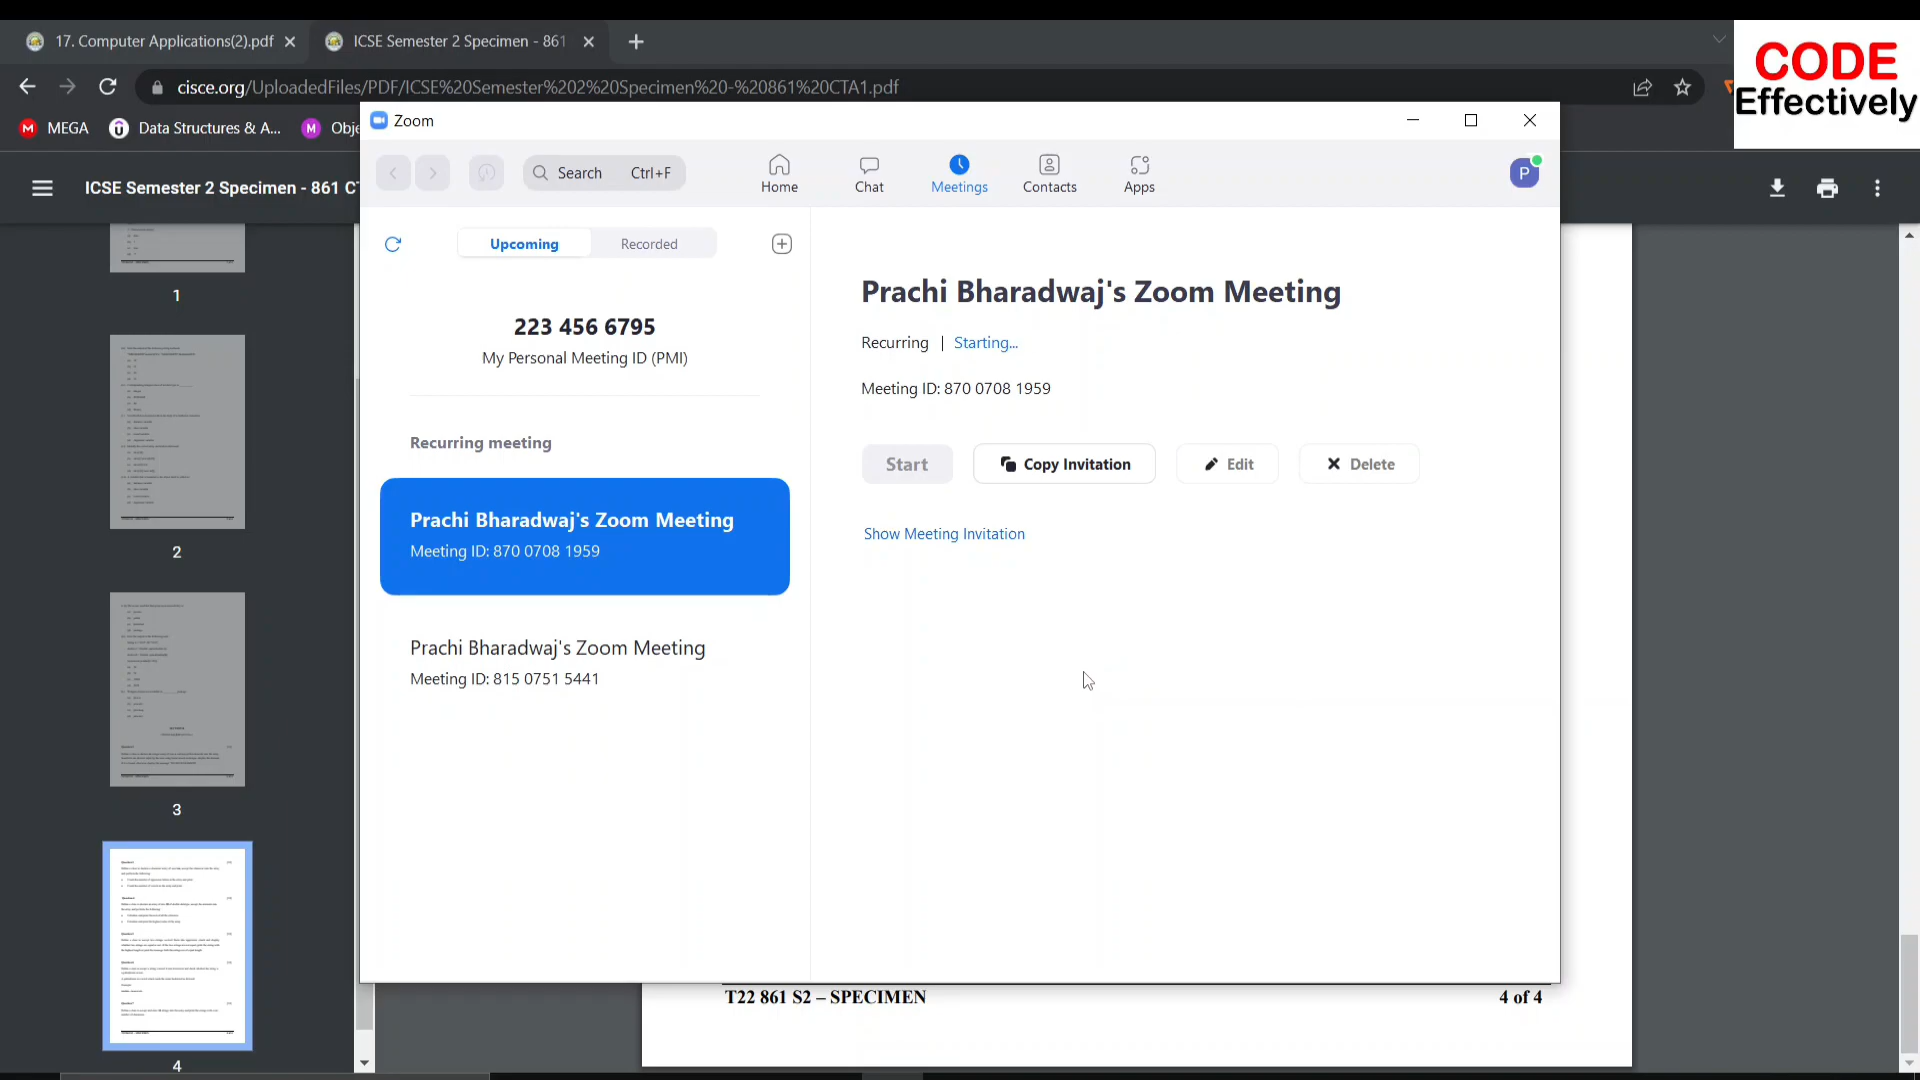 17. Computer Applications(2).pdf
ICSE Semester 2 Specimen - 861
CODE
Effectively
cisce.org/UploadedFiles/PDF/ICSE%20Semester%202%20Specimen%20-%20861%20CTA1.pdf
MEGA
Data Structures & A...
Obje
Zoom
ICSE Semester 2 Specimen - 861 CT
Search Ctrl+F
Home
Chat
Meetings
Contacts
Apps
P
Upcoming
Recorded
223 456 6795
My Personal Meeting ID (PMI)
Recurring meeting
Prachi Bharadwaj's Zoom Meeting
Meeting ID: 870 0708 1959
Prachi Bharadwaj's Zoom Meeting
Meeting ID: 815 0751 5441
Prachi Bharadwaj's Zoom Meeting
Recurring | Starting...
Meeting ID: 870 0708 1959
Start
Copy Invitation
Edit
Delete
Show Meeting Invitation
1
2
3
4
T22 861 S2 – SPECIMEN
4 of 4